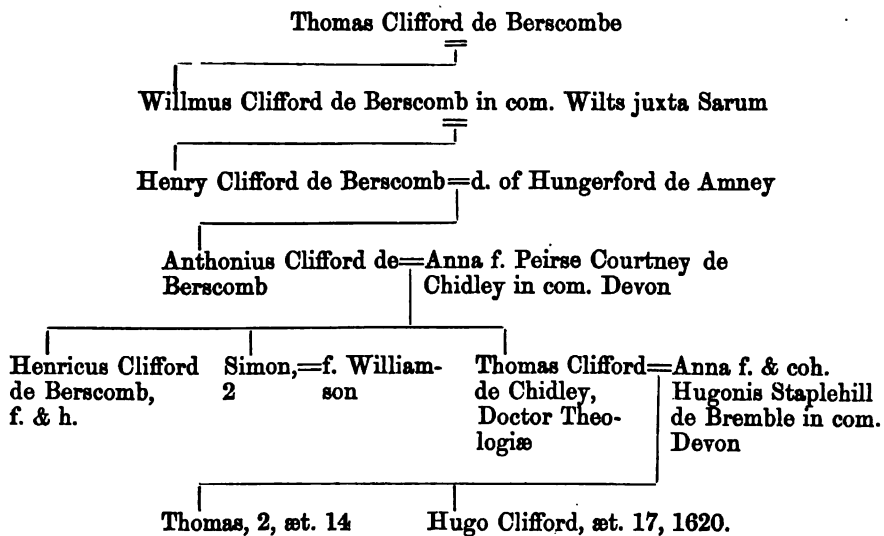 Thomas Clifford de Berscombe
Willmus Clifford de Berscomb in com. Wilts juxta Sarum
Henry Clifford de Berscomb=d. of Hungerford de Amney
Anthonius Clifford de=Anna f. Peirse Courtney de
Berscomb Chidley in com. Devon
Henricus Clifford Simon,=f. William- Thomas Clifford=Anna f. & coh.
de Berscomb, 2 son de Chidley, Hugonis Staplehill
f. & h. Doctor Theo- de Bremble in com.
logiæ Devon
Thomas, 2, æt. 14 Hugo Clifford, æt. 17, 1620.